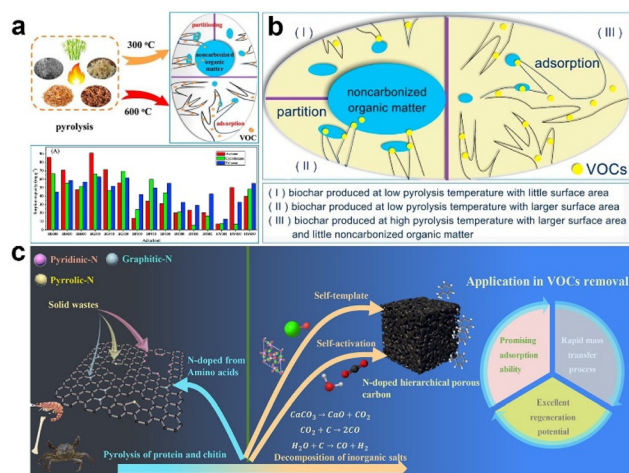 a
300 °C
600 °C
pyrolysis
partitioning
noncarbonized
organic
matter
adsorption
VOC
(A)
b
( I )
( III )
partition
noncarbonized
organic matter
adsorption
( II )
VOCs
( I ) biochar produced at low pyrolysis temperature with little surface area
( II ) biochar produced at low pyrolysis temperature with larger surface area
( III ) biochar produced at high pyrolysis temperature with larger surface area
and little noncarbonized organic matter
c
Pyridinic-N
Graphitic-N
Pyrrolic-N
Solid wastes
N-doped from
Amino acids
Pyrolysis of protein and chitin
Self-template
Self-activation
N-doped hierarchical porous
carbon
CaCO₃ → CaO + CO₂
CO₂ + C → 2CO
H₂O + C → CO + H₂
Decomposition of inorganic salts
Application in VOCs removal
Promising
adsorption
ability
Rapid mass
transfer
process
Excellent
regeneration
potential